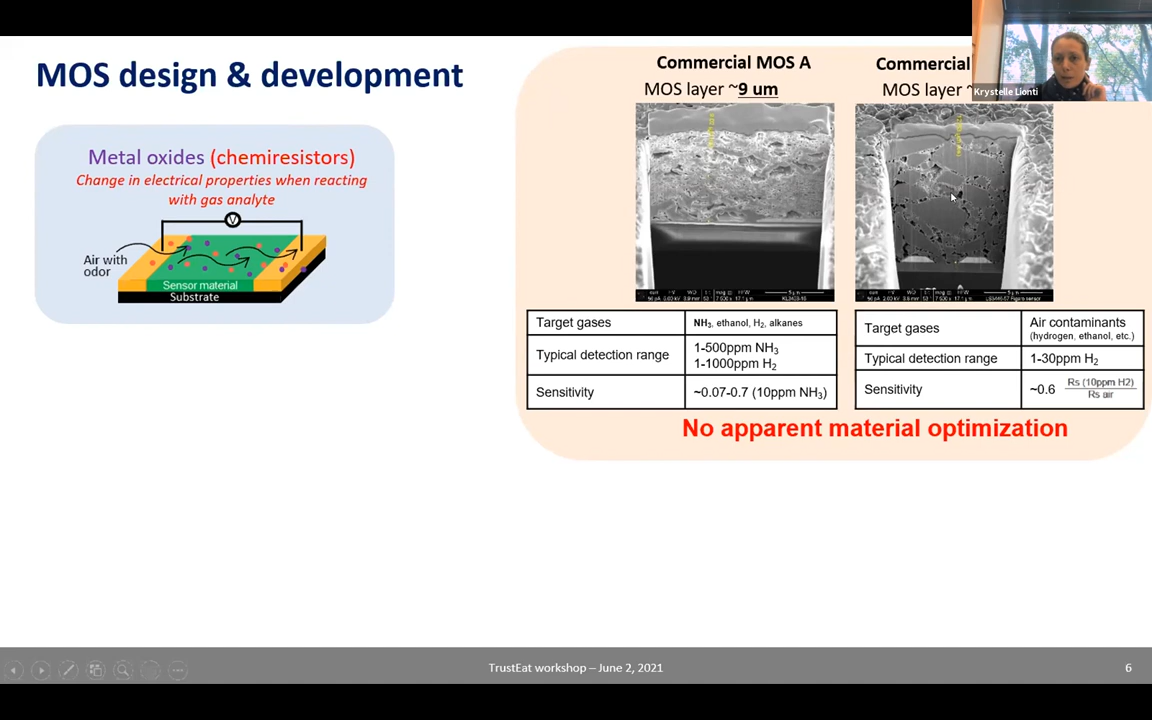 MOS design & development
Metal oxides (chemiresistors)
Change in electrical properties when reacting
with gas analyte
V
Air with
odor
Sensor material
Substrate
Commercial MOS A
MOS layer ~9 um
Commercial
MOS layer ~
Krystelle Lionti
Target gases
NH₃, ethanol, H₂, alkanes
Typical detection range
1-500ppm NH₃
1-1000ppm H₂
Sensitivity
~0.07-0.7 (10ppm NH₃)
Target gases
Air contaminants
(hydrogen, ethanol, etc.)
Typical detection range
1-30ppm H₂
Sensitivity
~0.6
Rs (10ppm H2)
Rs air
No apparent material optimization
TrustEat workshop – June 2, 2021
6